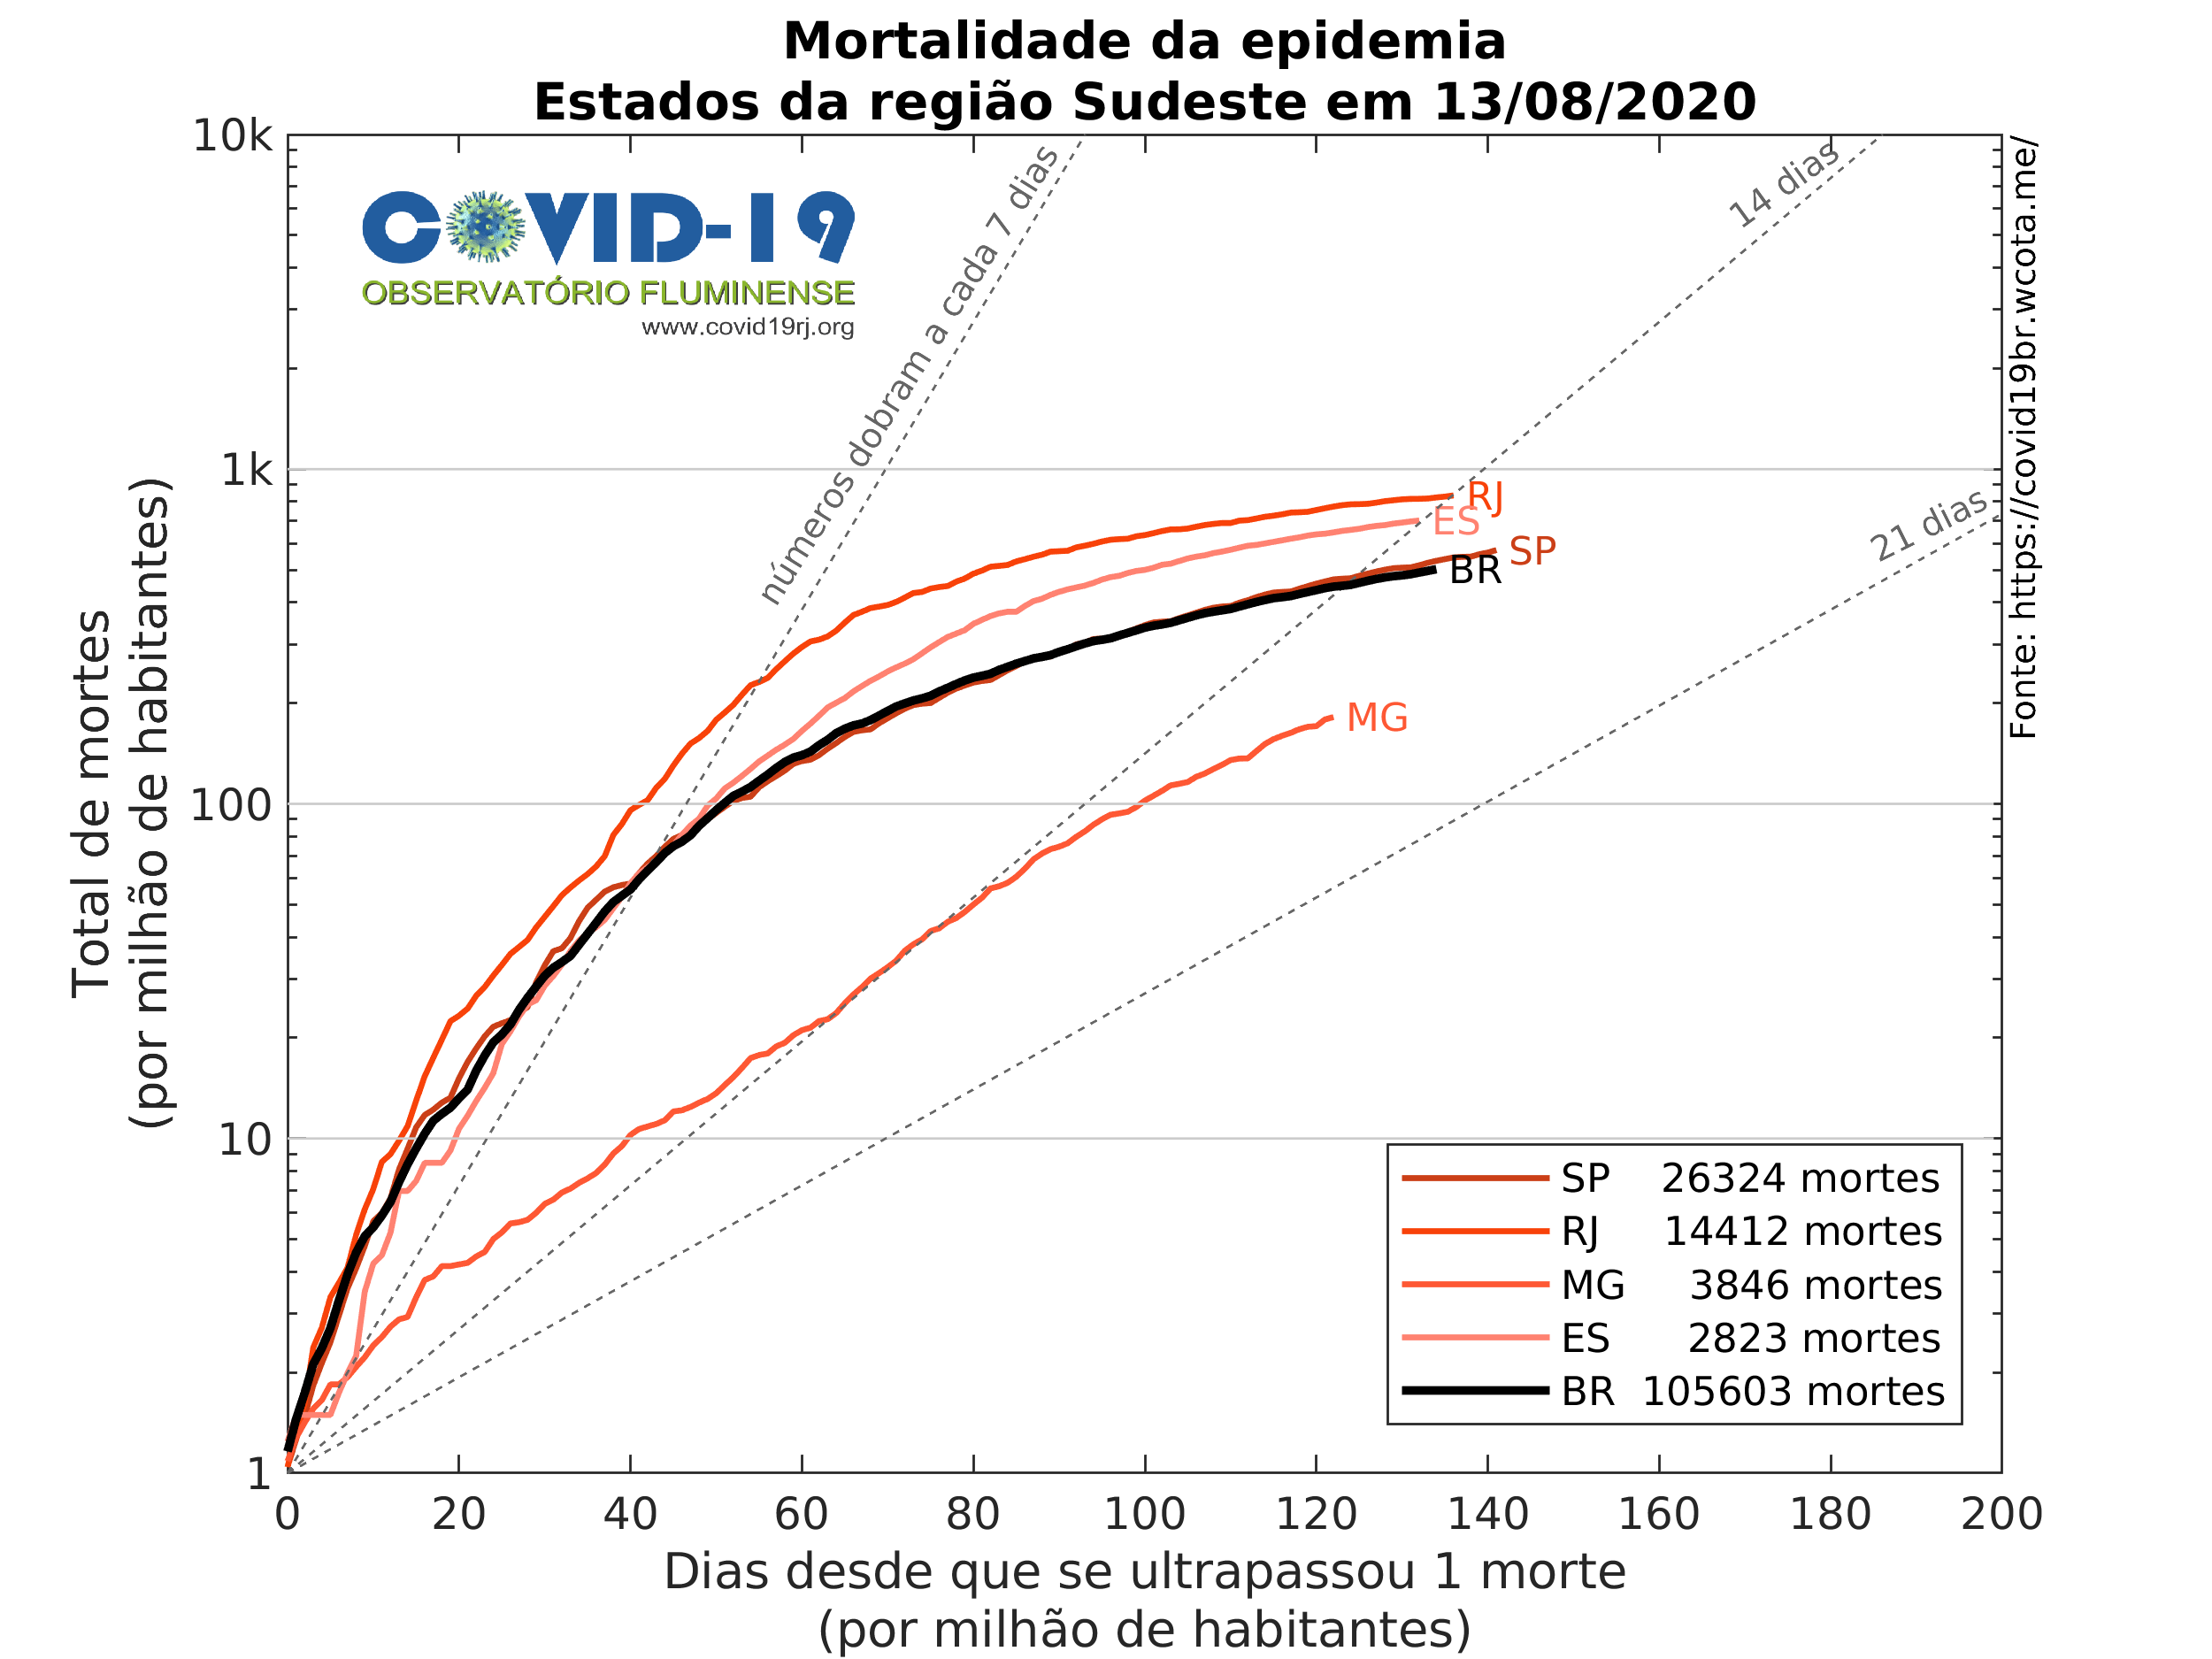 Mortalidade da epidemia
Estados da região Sudeste em 13/08/2020
10k
1k
100
10
1
Total de mortes
(por milhão de habitantes)
COVID-19
OBSERVATÓRIO FLUMINENSE
www.covid19rj.org
números dobram a cada 7 dias
14 dias
21 dias
RJ
ES
SP
BR
MG
SP 26324 mortes
RJ 14412 mortes
MG 3846 mortes
ES 2823 mortes
BR 105603 mortes
Fonte: https://covid19br.wcota.me/
0 20 40 60 80 100 120 140 160 180 200
Dias desde que se ultrapassou 1 morte
(por milhão de habitantes)